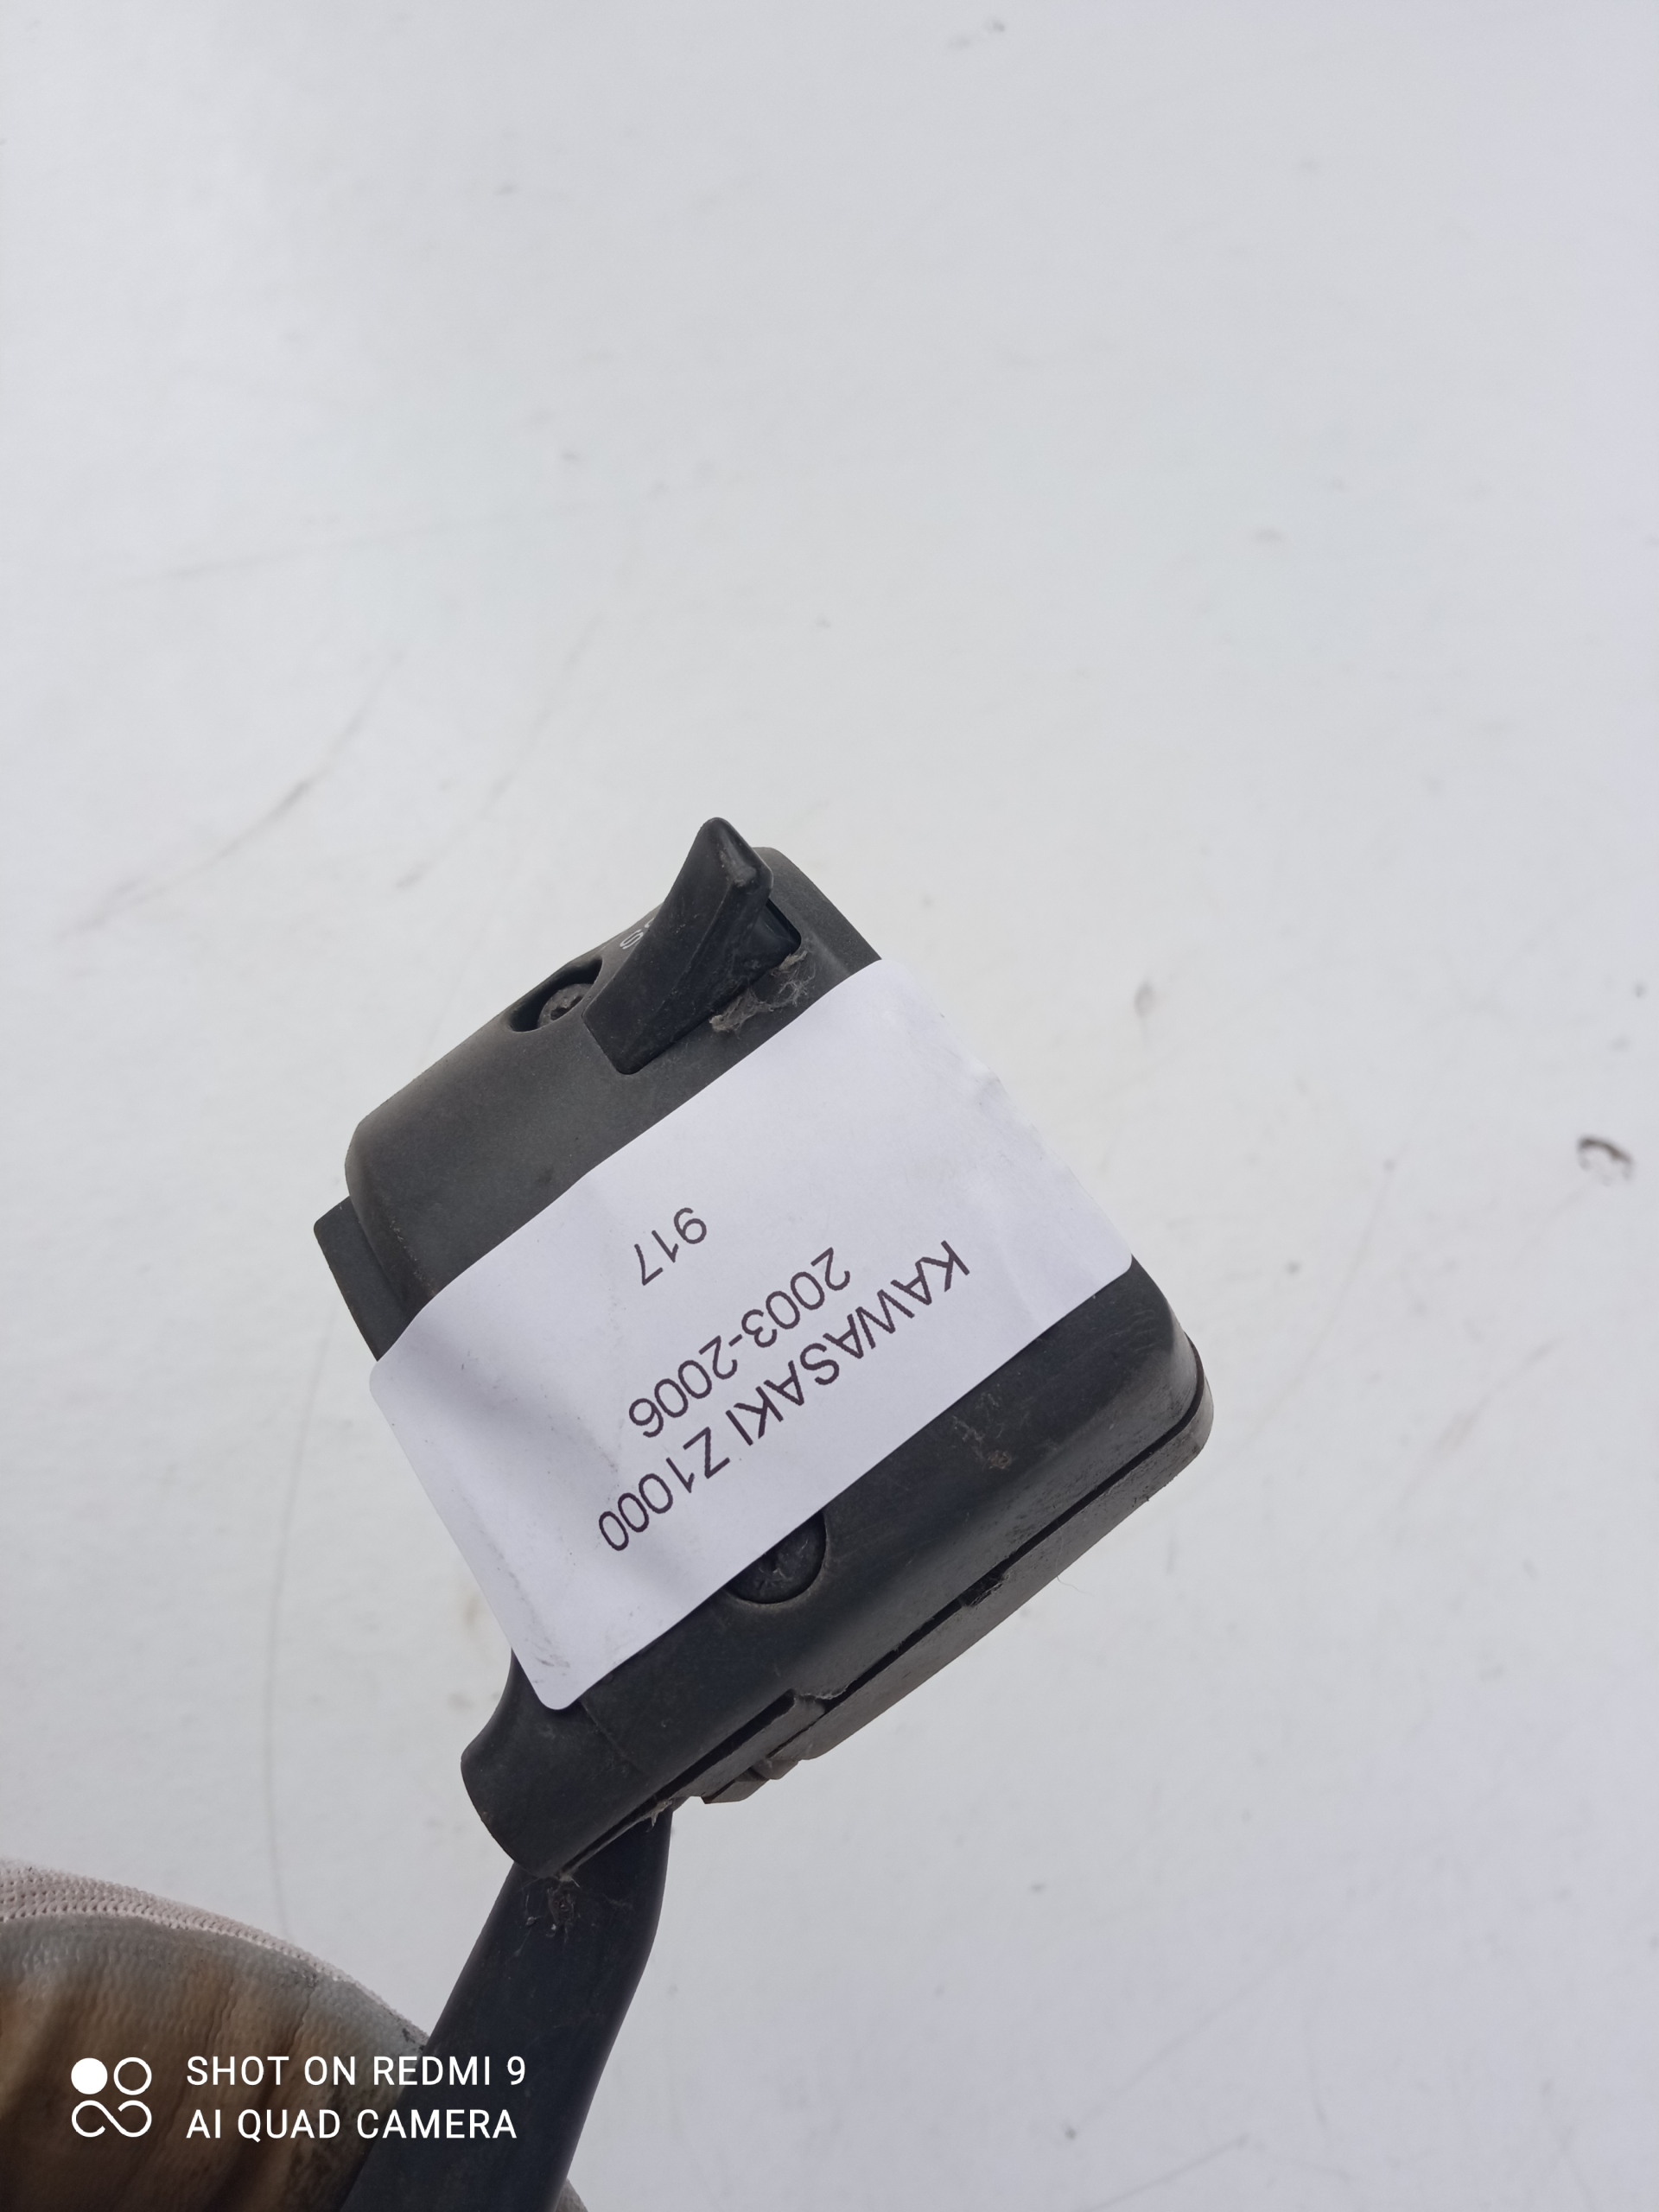 KAWASAKI Z1000
2003-2006
917
SHOT ON REDMI 9
AI QUAD CAMERA